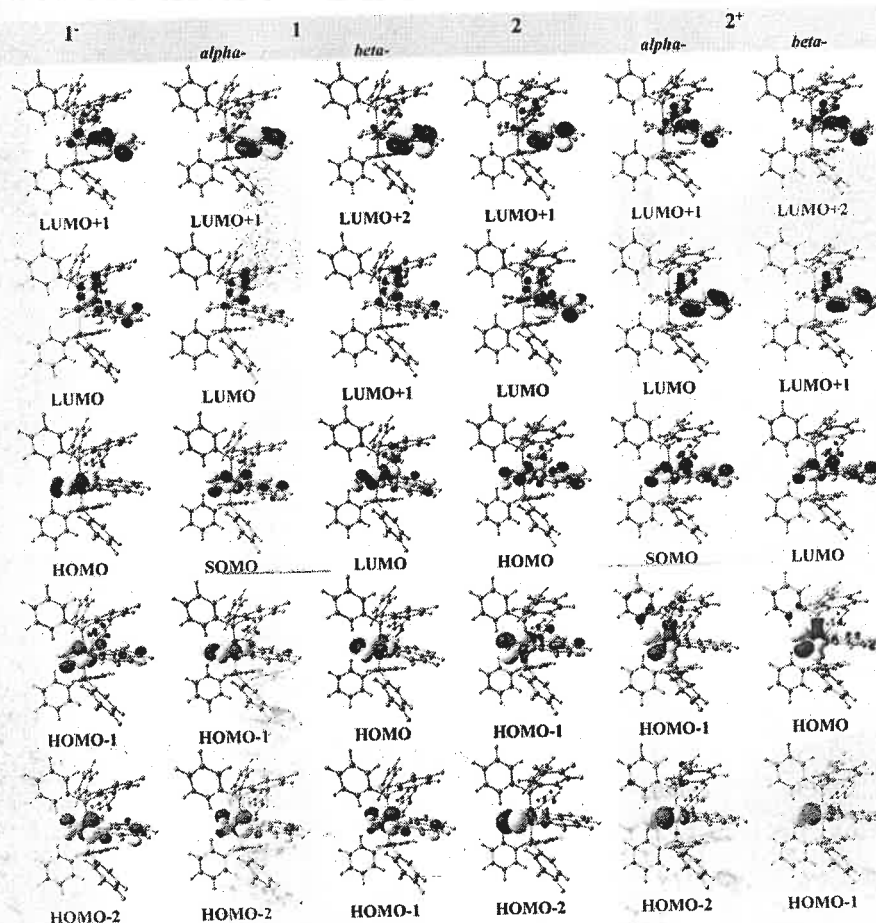 1⁻ 1 2 2⁺
alpha- beta- alpha- beta-
LUMO+1 LUMO+1 LUMO+2 LUMO+1 LUMO+1 LUMO+2
LUMO LUMO LUMO+1 LUMO LUMO LUMO+1
HOMO SOMO LUMO HOMO SOMO LUMO
HOMO-1 HOMO-1 HOMO HOMO-1 HOMO-1 HOMO
HOMO-2 HOMO-2 HOMO-1 HOMO-2 HOMO-2 HOMO-1